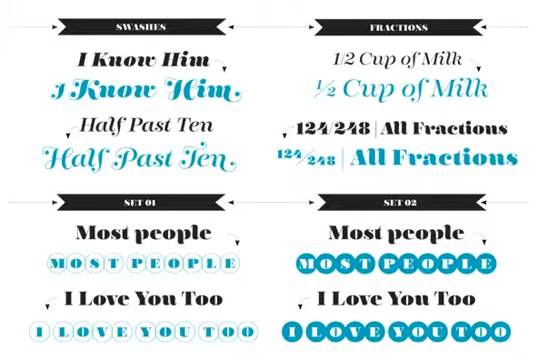 SWASHES
I Know Him
I Know Him
Half Past Ten
Half Past Ten
FRACTIONS
1/2 Cup of Milk
½ Cup of Milk
124/248 | All Fractions
124/248 | All Fractions
SET 01
Most people
MOST PEOPLE
I Love You Too
I LOVE YOU TOO
SET 02
Most people
MOST PEOPLE
I Love You Too
I LOVE YOU TOO